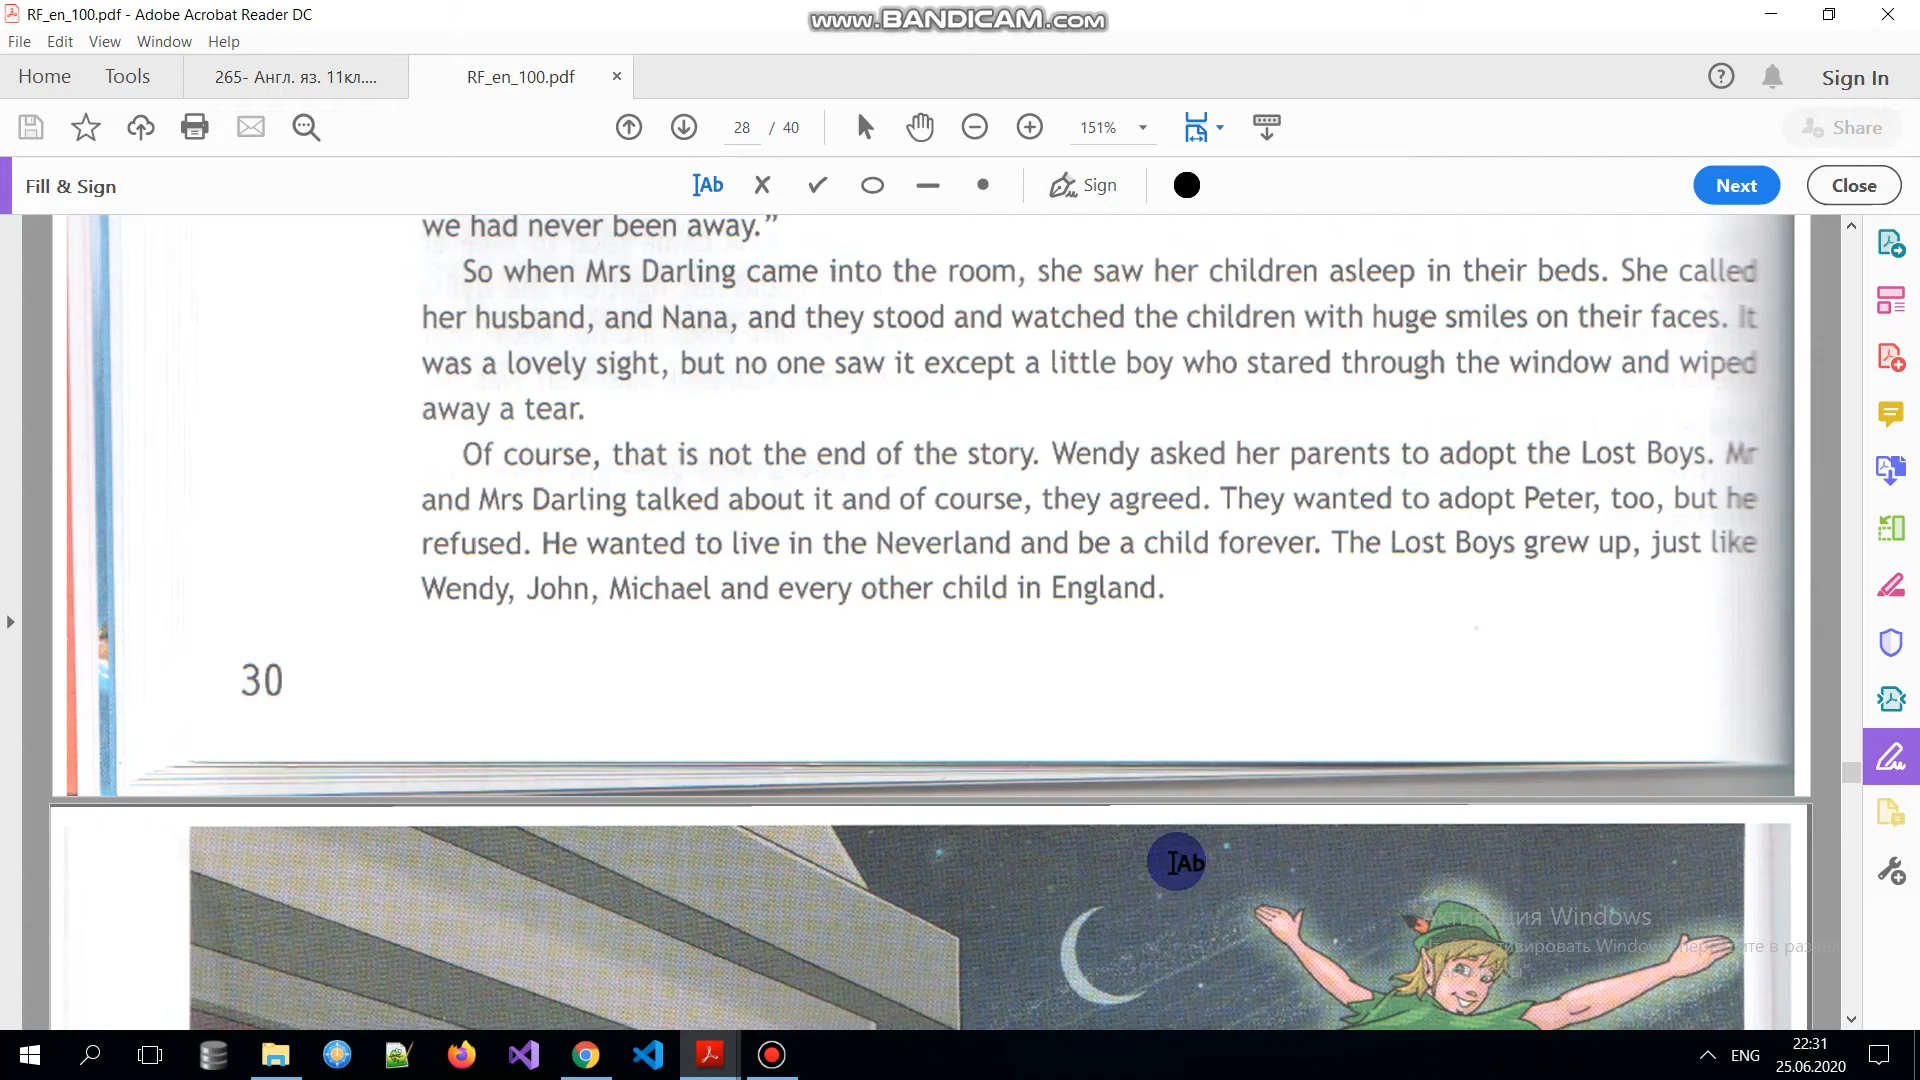 RF_en_100.pdf - Adobe Acrobat Reader DC
www.BANDICAM.com
File Edit View Window Help
Home Tools 265- Англ. яз. 11кл.... RF_en_100.pdf Sign In
28 / 40 151% Share
Fill & Sign Ab Sign Next Close
we had never been away.”
So when Mrs Darling came into the room, she saw her children asleep in their beds. She called
her husband, and Nana, and they stood and watched the children with huge smiles on their faces. It
was a lovely sight, but no one saw it except a little boy who stared through the window and wiped
away a tear.
Of course, that is not the end of the story. Wendy asked her parents to adopt the Lost Boys. Mr
and Mrs Darling talked about it and of course, they agreed. They wanted to adopt Peter, too, but he
refused. He wanted to live in the Neverland and be a child forever. The Lost Boys grew up, just like
Wendy, John, Michael and every other child in England.
30
Ab
Активация Windows
Windows
ENG
22:31
25.06.2020